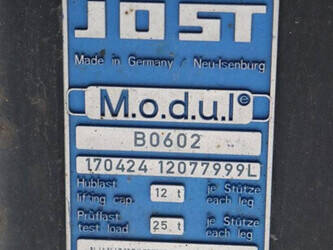 JOST
Made in Germany / Neu-Isenburg
M.o.d.u.l e
B0602
170424 12077999L
Hublast lifting cap. 12 t je Stütze each leg
Prüflast test load 25 t je Stütze each leg